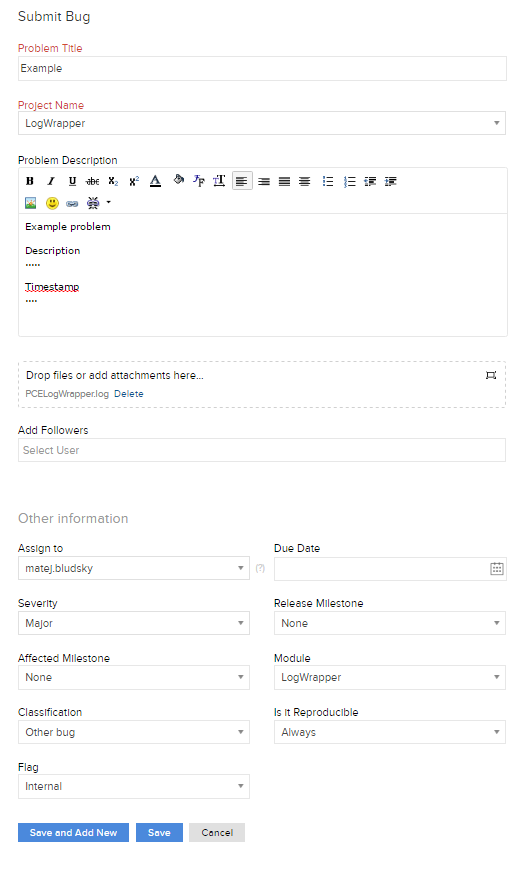 Submit Bug
Problem Title
Example
Project Name
LogWrapper
Problem Description
B I U abc X₂ X² A F T
Example problem
Description
.....
Timestamp
....
Drop files or add attachments here...
PCELogWrapper.log Delete
Add Followers
Select User
Other information
Assign to Due Date
matej.bludsky (?)
Severity Release Milestone
Major None
Affected Milestone Module
None LogWrapper
Classification Is it Reproducible
Other bug Always
Flag
Internal
Save and Add New Save Cancel